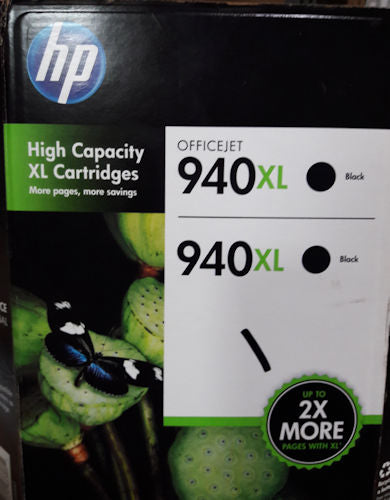 hp
High Capacity
XL Cartridges
More pages, more savings
OFFICEJET
940XL Black
940XL Black
UP TO
2X
MORE
PAGES WITH XL*